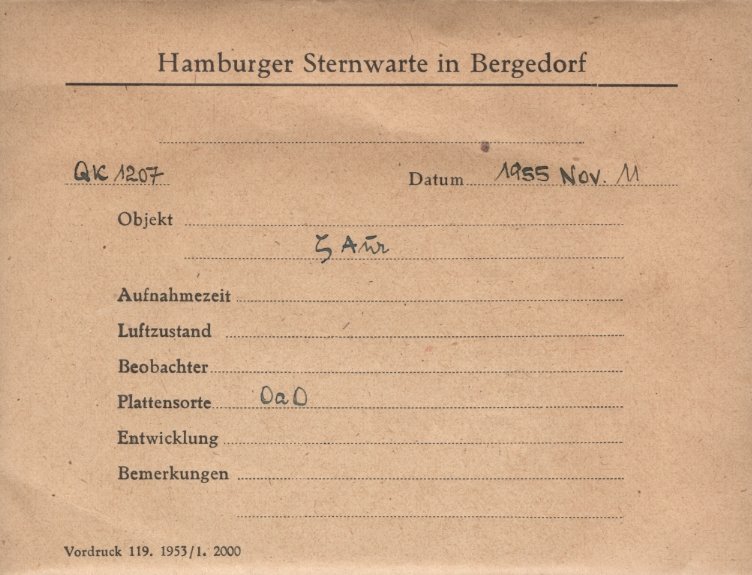 Hamburger Sternwarte in Bergedorf
QK 1207 Datum 1955 Nov. 11
Objekt
ζ Aur
Aufnahmezeit
Luftzustand
Beobachter
Plattensorte OaO
Entwicklung
Bemerkungen
Vordruck 119. 1953/1. 2000